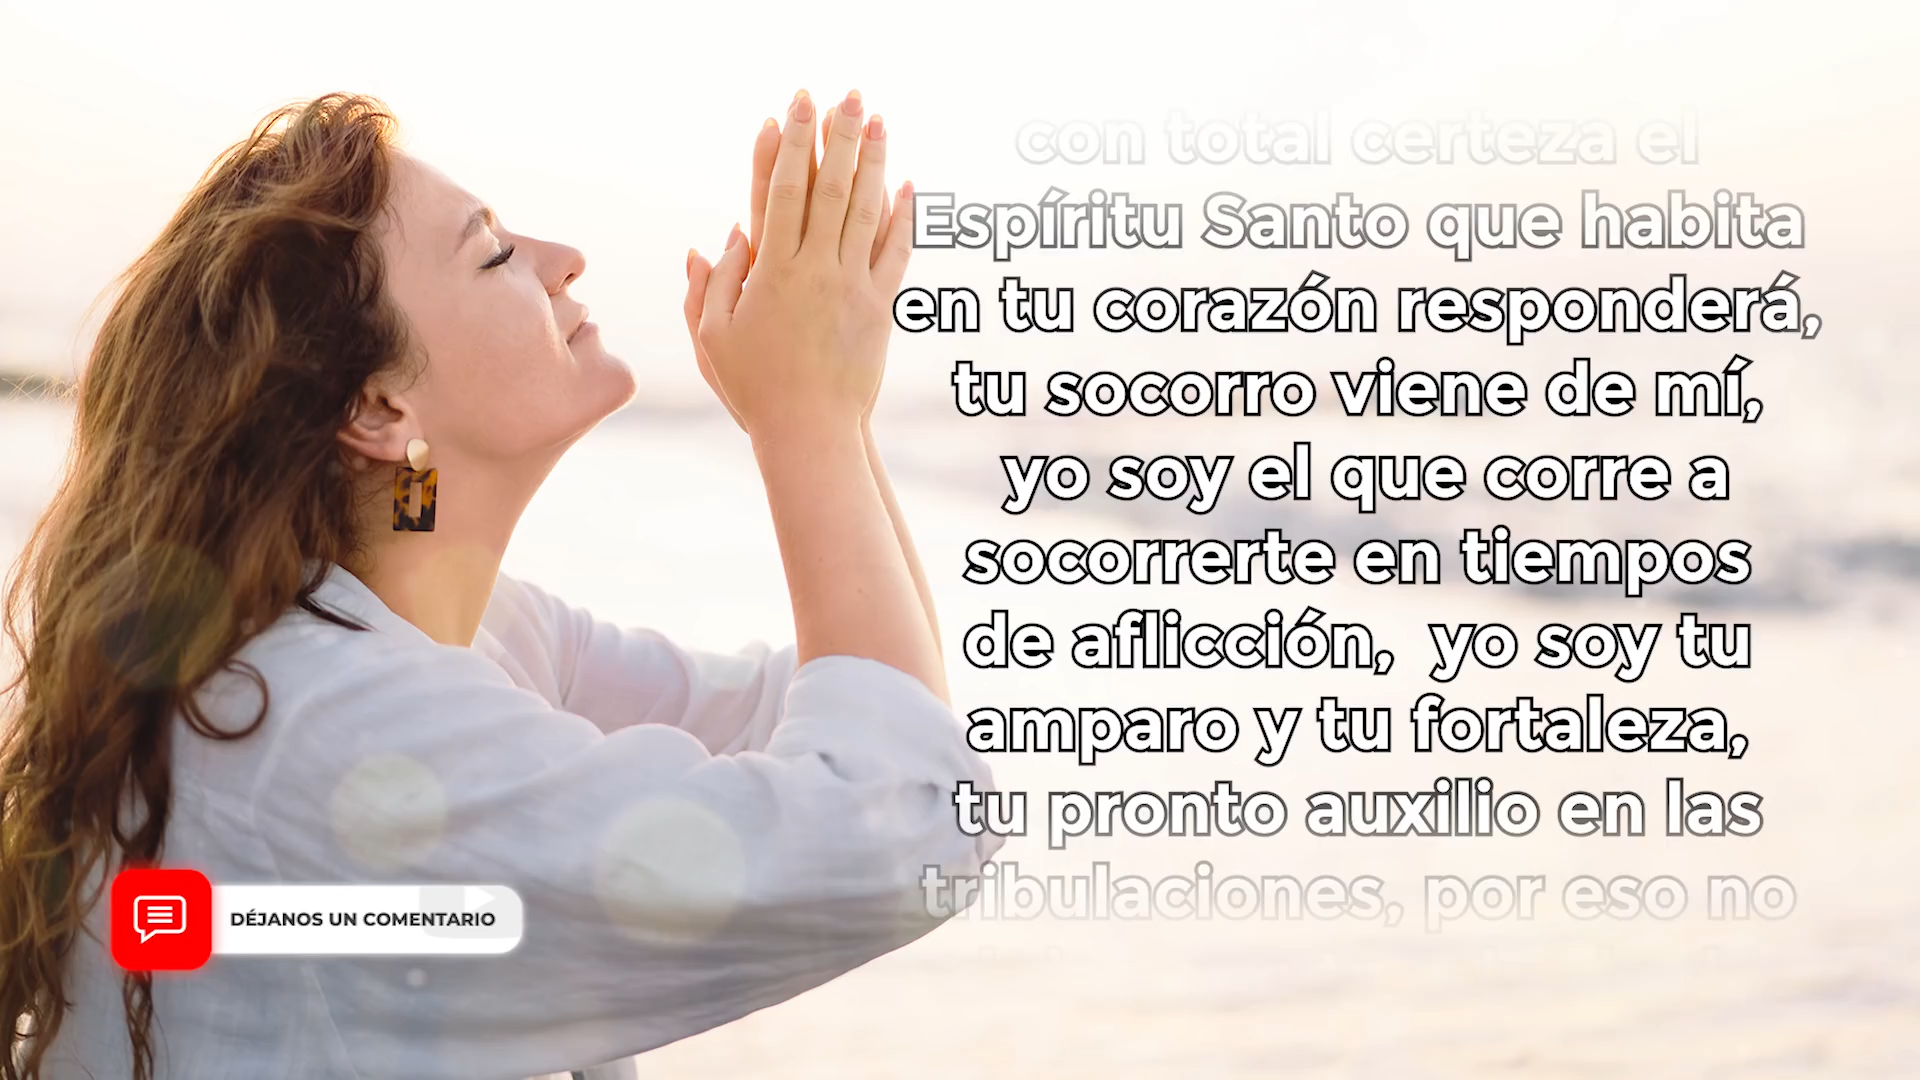 con total certeza el
Espíritu Santo que habita
en tu corazón responderá,
tu socorro viene de mí,
yo soy el que corre a
socorrerte en tiempos
de aflicción, yo soy tu
amparo y tu fortaleza,
tu pronto auxilio en las
tribulaciones, por eso no
DÉJANOS UN COMENTARIO